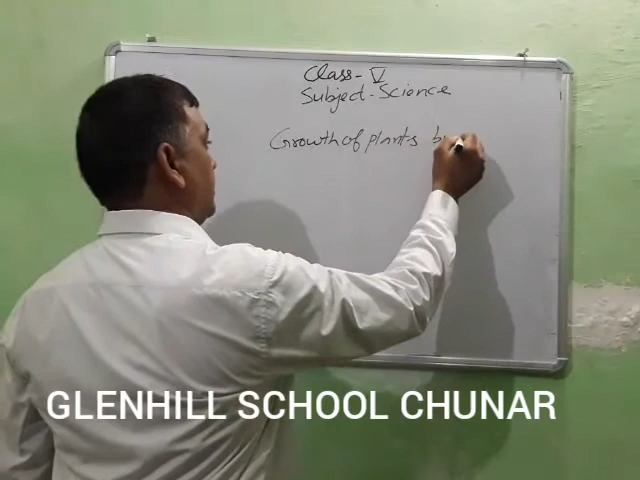 Class- V
Subject-Science
Growth of plants
GLENHILL SCHOOL CHUNAR